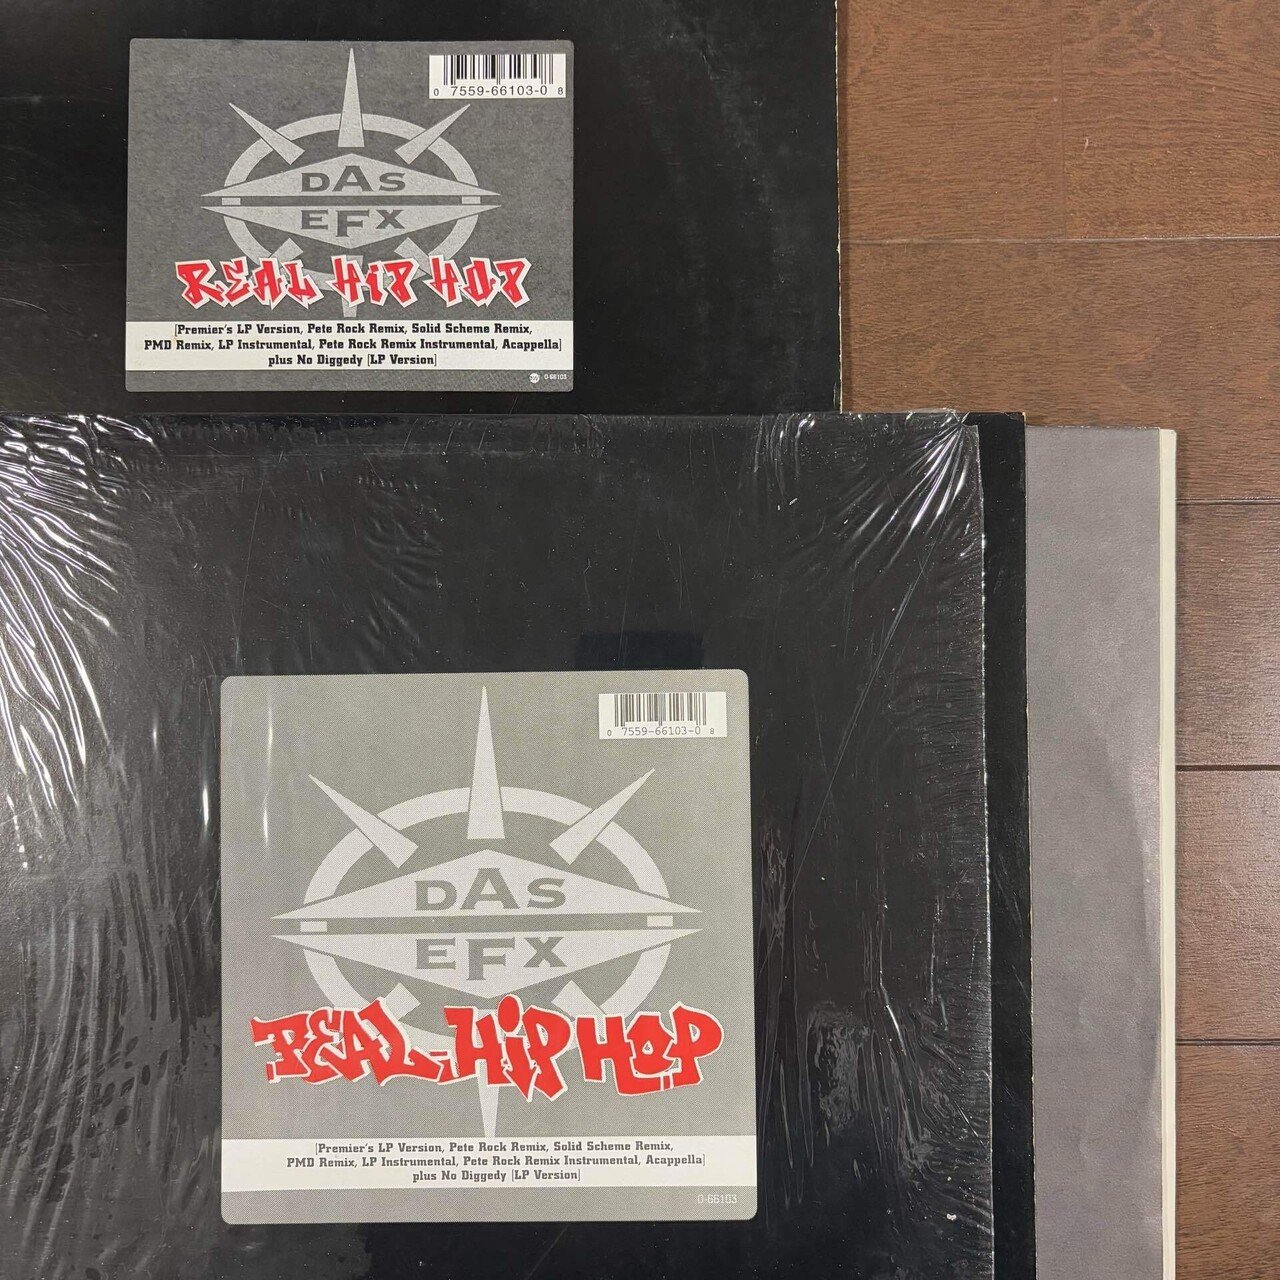 0 7559-66103-0 8
DAS
EFX
REAL HIP HOP
[Premier's LP Version, Pete Rock Remix, Solid Scheme Remix,
PMD Remix, LP Instrumental, Pete Rock Remix Instrumental, Acappella]
plus No Diggedy [LP Version]
0-66103
0 7559-66103-0 8
DAS
EFX
REAL HIP HOP
[Premier's LP Version, Pete Rock Remix, Solid Scheme Remix,
PMD Remix, LP Instrumental, Pete Rock Remix Instrumental, Acappella]
plus No Diggedy [LP Version]
0-66103